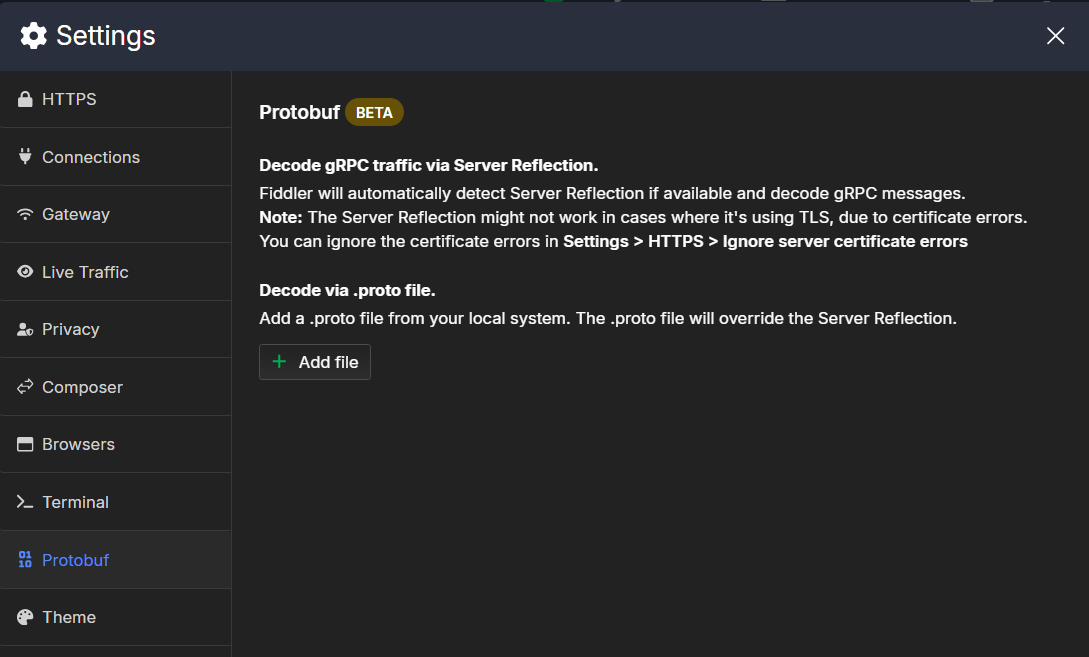 Settings
HTTPS
Connections
Gateway
Live Traffic
Privacy
Composer
Browsers
Terminal
Protobuf
Theme
Protobuf BETA
Decode gRPC traffic via Server Reflection.
Fiddler will automatically detect Server Reflection if available and decode gRPC messages.
Note: The Server Reflection might not work in cases where it's using TLS, due to certificate errors.
You can ignore the certificate errors in Settings > HTTPS > Ignore server certificate errors
Decode via .proto file.
Add a .proto file from your local system. The .proto file will override the Server Reflection.
Add file